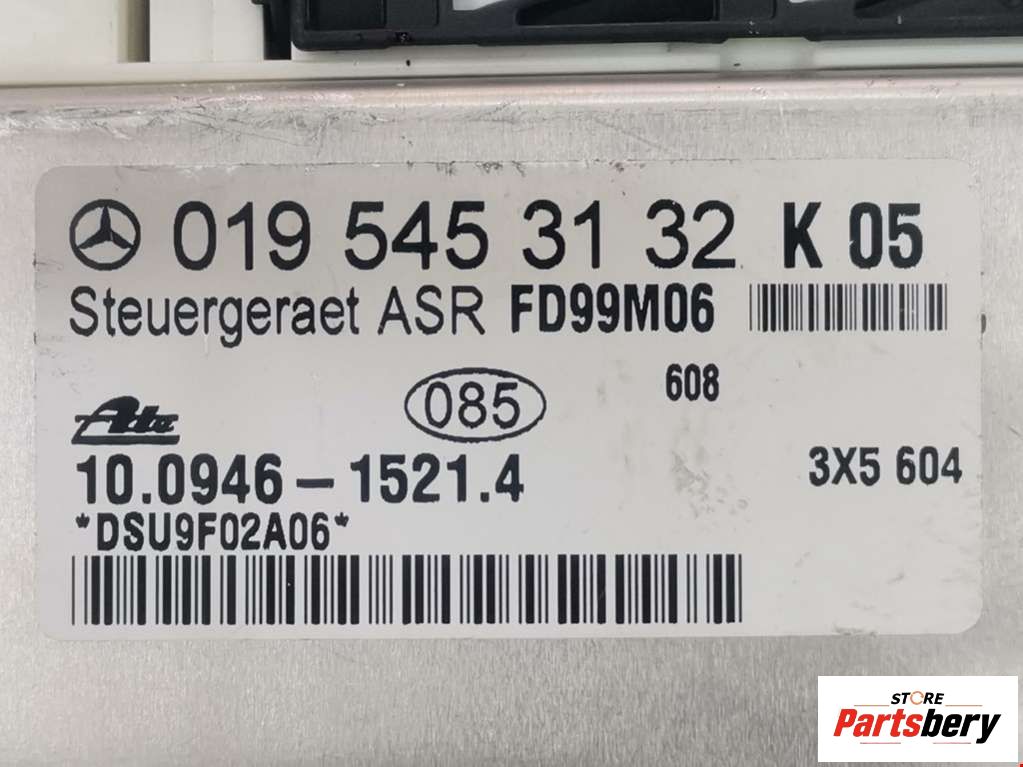 019 545 31 32 K 05
Steuergeraet ASR FD99M06
608
Ate 085
10.0946-1521.4 3X5 604
*DSU9F02A06*
STORE
Partsbery